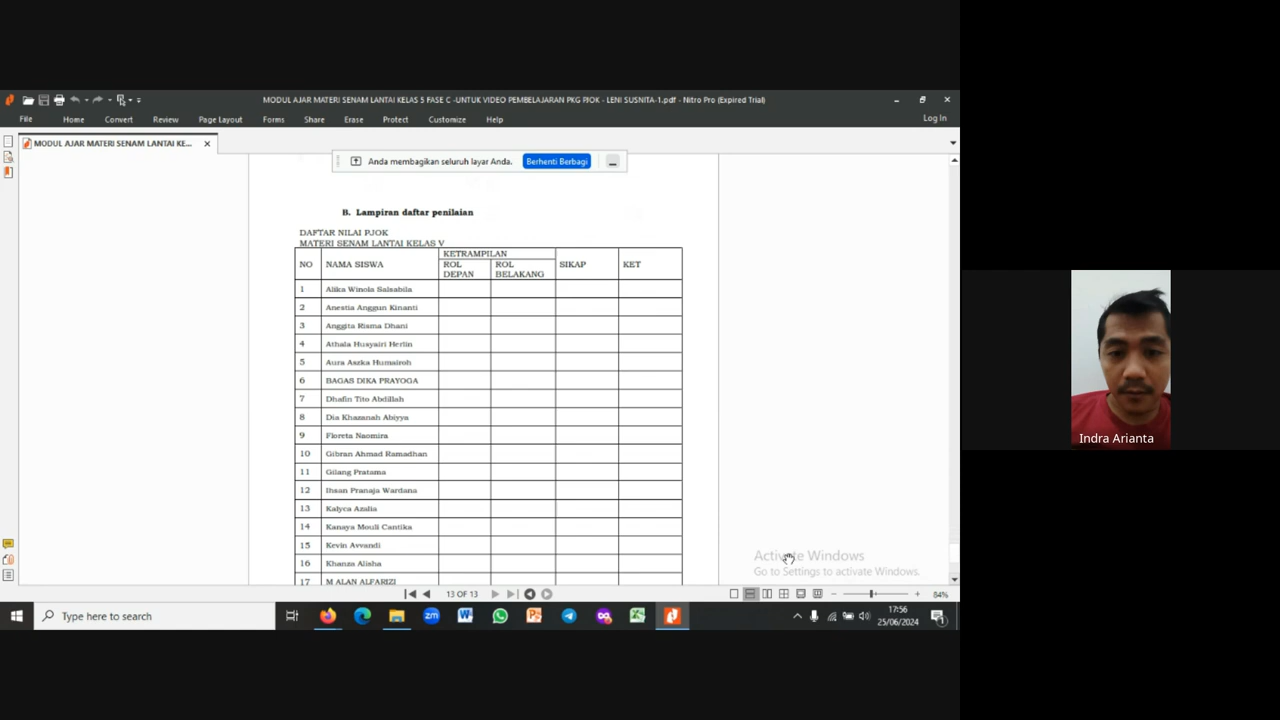 MODUL AJAR MATERI SENAM LANTAI KELAS 5 FASE C -UNTUK VIDEO PEMBELAJARAN PKG PJOK - LENI SUSNITA-1.pdf - Nitro Pro (Expired Trial)
File Home Convert Review Page Layout Forms Share Erase Protect Customize Help Log In
MODUL AJAR MATERI SENAM LANTAI KE...
Anda membagikan seluruh layar Anda. Berhenti Berbagi
B. Lampiran daftar penilaian
DAFTAR NILAI PJOK
MATERI SENAM LANTAI KELAS V
NO NAMA SISWA KETRAMPILAN SIKAP KET
ROL DEPAN ROL BELAKANG
1 Alika Winola Salsabila
2 Anestia Anggun Kinanti
3 Anggita Risma Dhani
4 Athala Husyairi Herlin
5 Aura Aszka Humairoh
6 BAGAS DIKA PRAYOGA
7 Dhafin Tito Abdillah
8 Dia Khazanah Abiyya
9 Floreta Naomira
10 Gibran Ahmad Ramadhan
11 Gilang Pratama
12 Ihsan Pranaja Wardana
13 Kalyca Azalia
14 Kanaya Mouli Cantika
15 Kevin Avvandi
16 Khanza Alisha
17 M ALAN ALFARIZI
Activate Windows
Go to Settings to activate Windows.
13 OF 13 84%
Type here to search 17:56
25/06/2024
Indra Arianta